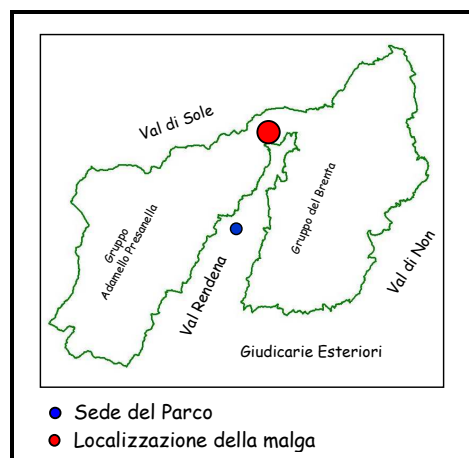 Val di Sole
Gruppo
Adamello Presanella
Gruppo del Brenta
Val di Non
Val Rendena
Giudicarie Esteriori
Sede del Parco
Localizzazione della malga